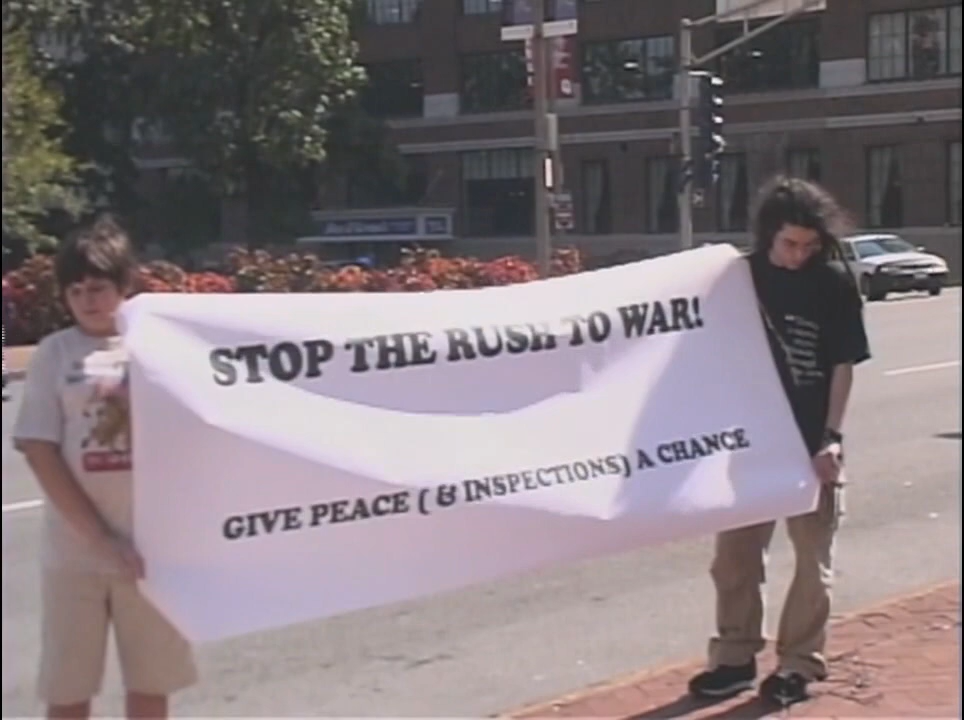 STOP THE RUSH TO WAR!
GIVE PEACE ( & INSPECTIONS) A CHANCE